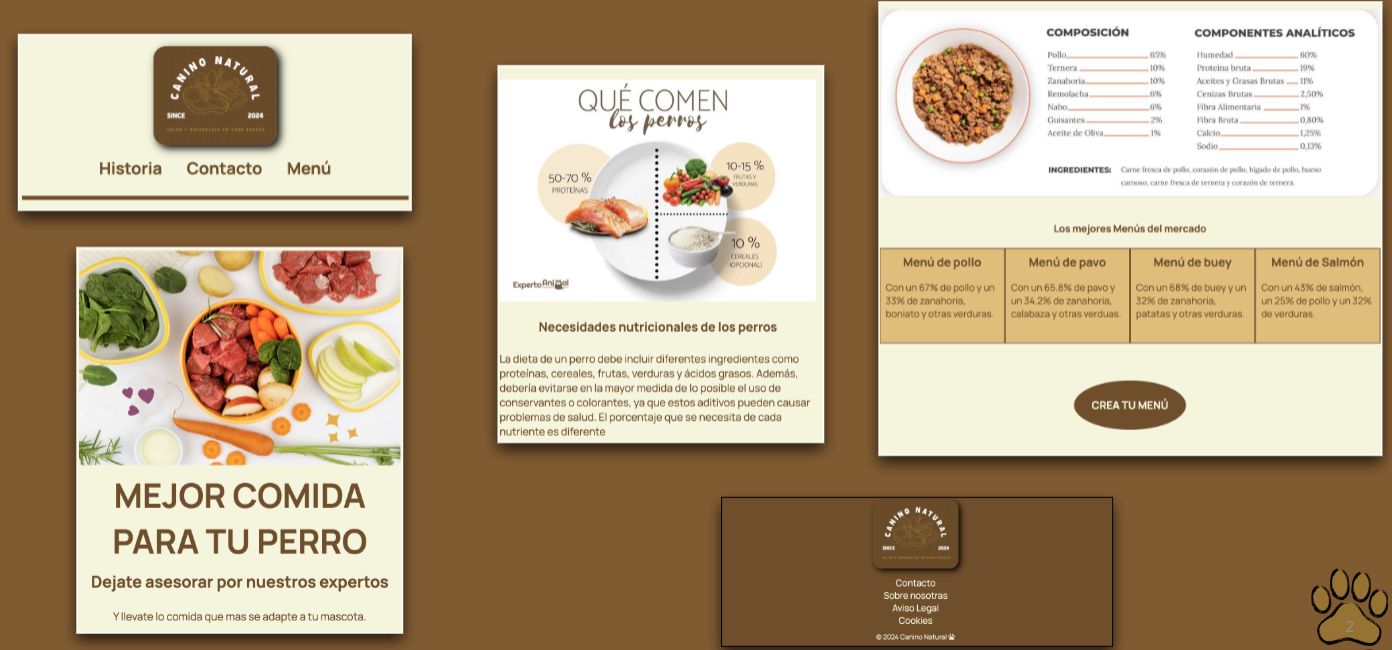 CANINO NATURAL
SINCE 2024
Historia Contacto Menú
MEJOR COMIDA
PARA TU PERRO
Dejate asesorar por nuestros expertos
Y llevate lo comida que mas se adapte a tu mascota.
QUÉ COMEN
los perros
50-70 %
PROTEÍNAS
10-15 %
FRUTAS Y
VERDURAS
10 %
CEREALES
(OPCIONAL)
ExpertoAnimal
Necesidades nutricionales de los perros
La dieta de un perro debe incluir diferentes ingredientes como
proteínas, cereales, frutas, verduras y ácidos grasos. Además,
debería evitarse en la mayor medida de lo posible el uso de
conservantes o colorantes, ya que estos aditivos pueden causar
problemas de salud. El porcentaje que se necesita de cada
nutriente es diferente
COMPOSICIÓN
Pollo 65%
Ternera 10%
Zanahoria 10%
Remolacha 6%
Nabo 6%
Guisantes 2%
Aceite de Oliva 1%
COMPONENTES ANALÍTICOS
Humedad 60%
Proteina bruta 19%
Aceites y Grasas Brutas 11%
Cenizas Brutas 2,50%
Fibra Alimentaria 1%
Fibra Bruta 0,80%
Calcio 1,25%
Sodio 0,13%
INGREDIENTES: Carne fresca de pollo, corazón de pollo, higado de pollo, hueso
carnoso, carne fresca de ternera y corazón de ternera.
Los mejores Menús del mercado
Menú de pollo
Con un 67% de pollo y un
33% de zanahoria,
boniato y otras verduras.
Menú de pavo
Con un 65.8% de pavo y
un 34.2% de zanahoria,
calabaza y otras verduas.
Menú de buey
Con un 68% de buey y un
32% de zanahoria,
patatas y otras verduras.
Menú de Salmón
Con un 43% de salmón,
un 25% de pollo y un 32%
de verduras.
CREA TU MENÚ
CANINO NATURAL
SINCE 2024
Contacto
Sobre nosotras
Aviso Legal
Cookies
© 2024 Canino Natural
2